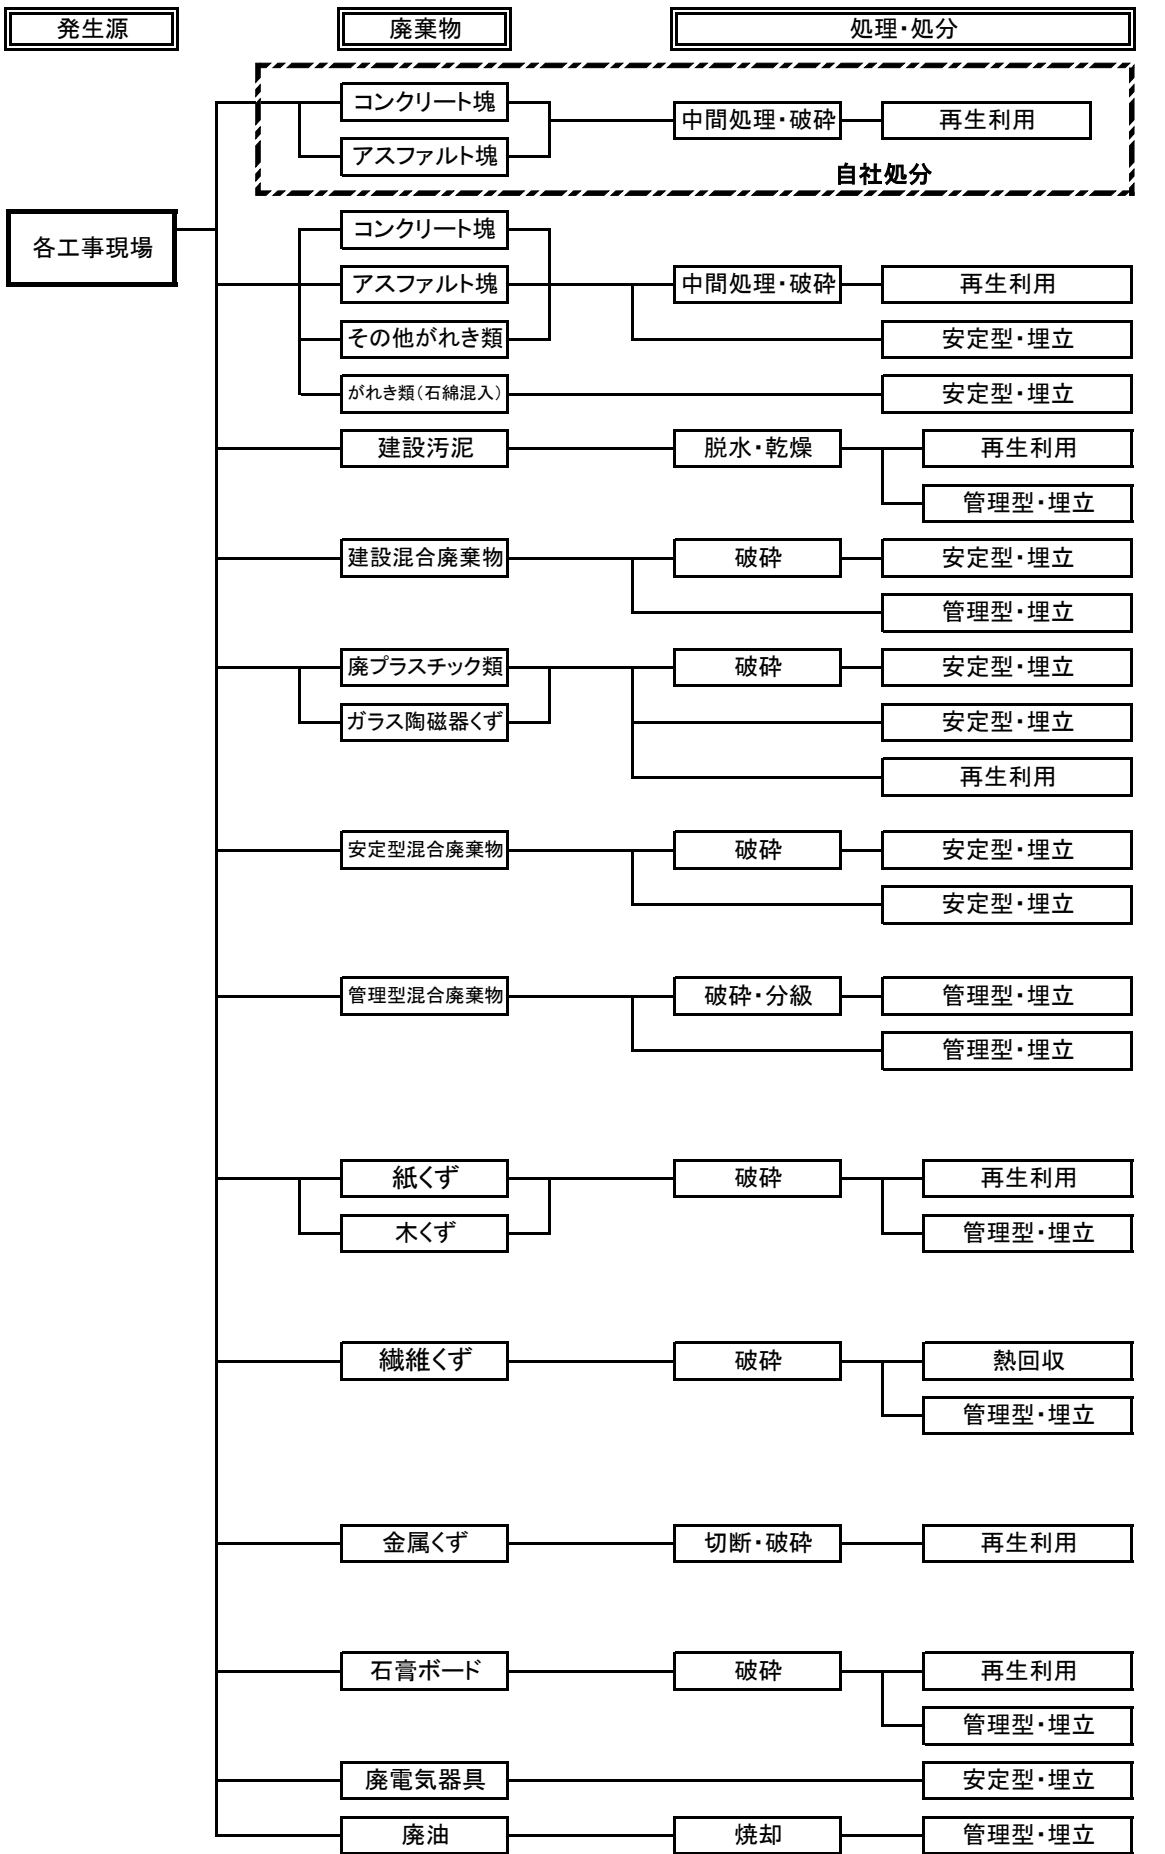 発生源
廃棄物
処理・処分
コンクリート塊
中間処理・破砕
再生利用
アスファルト塊
自社処分
各工事現場
コンクリート塊
アスファルト塊
中間処理・破砕
再生利用
その他がれき類
安定型・埋立
がれき類(石綿混入)
安定型・埋立
建設汚泥
脱水・乾燥
再生利用
管理型・埋立
建設混合廃棄物
破砕
安定型・埋立
管理型・埋立
廃プラスチック類
破砕
安定型・埋立
ガラス陶磁器くず
安定型・埋立
再生利用
安定型混合廃棄物
破砕
安定型・埋立
安定型・埋立
管理型混合廃棄物
破砕・分級
管理型・埋立
管理型・埋立
紙くず
破砕
再生利用
木くず
管理型・埋立
繊維くず
破砕
熱回収
管理型・埋立
金属くず
切断・破砕
再生利用
石膏ボード
破砕
再生利用
管理型・埋立
廃電気器具
安定型・埋立
廃油
焼却
管理型・埋立